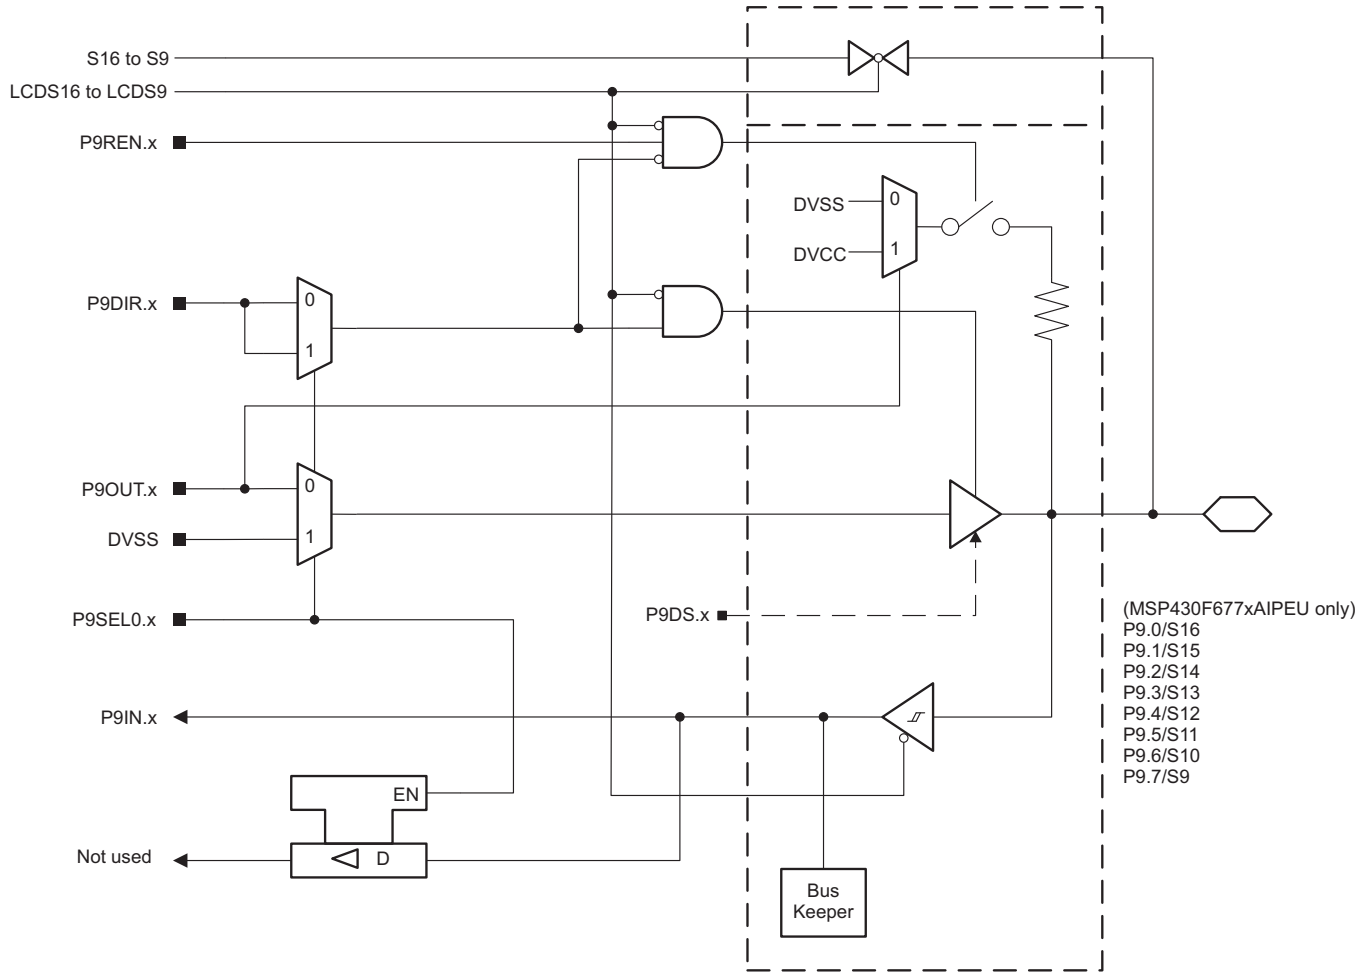 S16 to S9
LCDS16 to LCDS9
P9REN.x
DVSS
0
DVCC
1
P9DIR.x
0
1
P9OUT.x
0
DVSS
1
P9SEL0.x
P9DS.x
(MSP430F677xAIPEU only)
P9.0/S16
P9.1/S15
P9.2/S14
P9.3/S13
P9.4/S12
P9.5/S11
P9.6/S10
P9.7/S9
P9IN.x
EN
Not used
D
Bus
Keeper